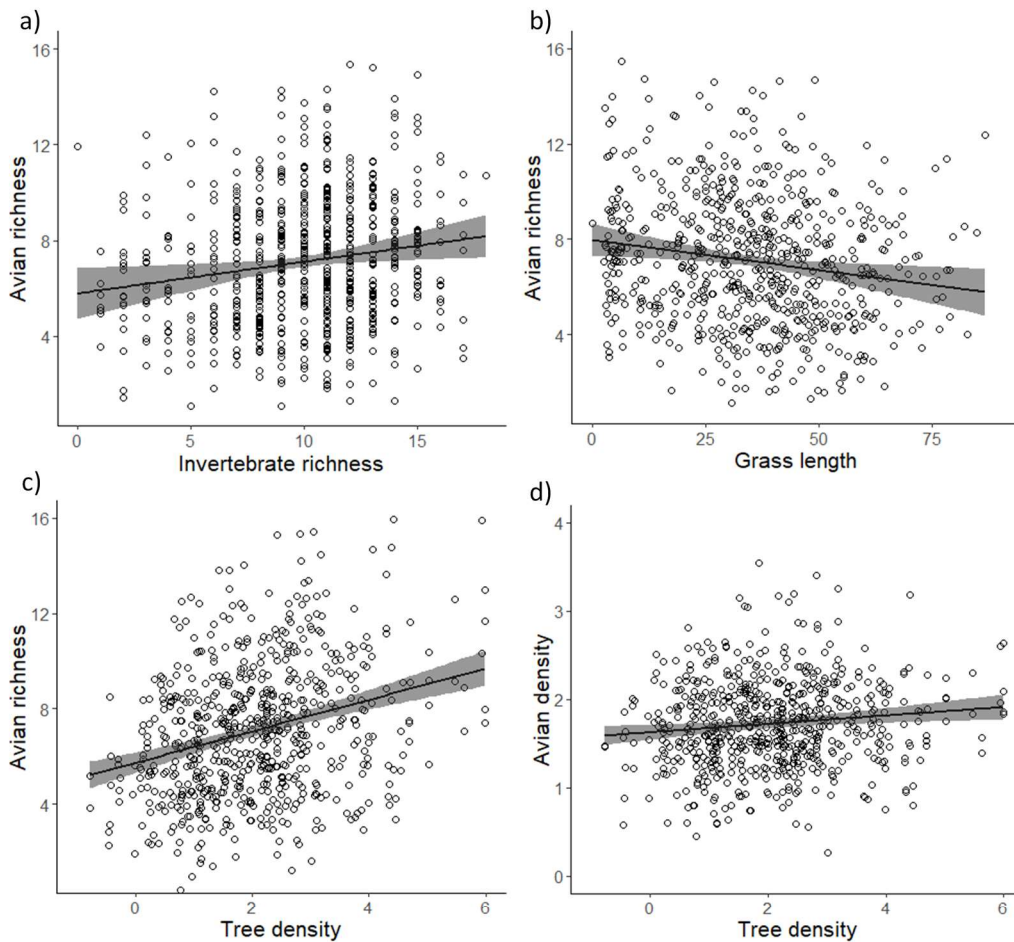 a)
16
12
8
4
Avian richness
0 5 10 15
Invertebrate richness
b)
16
12
8
4
Avian richness
0 25 50 75
Grass length
c)
16
12
8
4
Avian richness
0 2 4 6
Tree density
d)
4
3
2
1
0
Avian density
0 2 4 6
Tree density